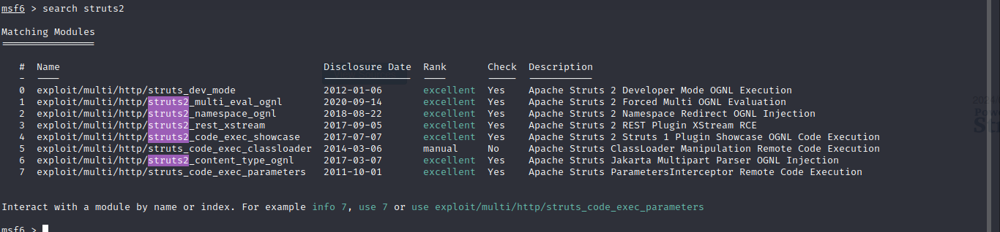 msf6 > search struts2
Matching Modules
================
# Name Disclosure Date Rank Check Description
- ---- --------------- ---- ----- -----------
0 exploit/multi/http/struts_dev_mode 2012-01-06 excellent Yes Apache Struts 2 Developer Mode OGNL Execution
1 exploit/multi/http/struts2_multi_eval_ognl 2020-09-14 excellent Yes Apache Struts 2 Forced Multi OGNL Evaluation
2 exploit/multi/http/struts2_namespace_ognl 2018-08-22 excellent Yes Apache Struts 2 Namespace Redirect OGNL Injection
3 exploit/multi/http/struts2_rest_xstream 2017-09-05 excellent Yes Apache Struts 2 REST Plugin XStream RCE
4 exploit/multi/http/struts2_code_exec_showcase 2017-07-07 excellent Yes Apache Struts 2 Struts 1 Plugin Showcase OGNL Code Execution
5 exploit/multi/http/struts_code_exec_classloader 2014-03-06 manual No Apache Struts ClassLoader Manipulation Remote Code Execution
6 exploit/multi/http/struts2_content_type_ognl 2017-03-07 excellent Yes Apache Struts Jakarta Multipart Parser OGNL Injection
7 exploit/multi/http/struts_code_exec_parameters 2011-10-01 excellent Yes Apache Struts ParametersInterceptor Remote Code Execution
Interact with a module by name or index. For example info 7, use 7 or use exploit/multi/http/struts_code_exec_parameters
msf6 >